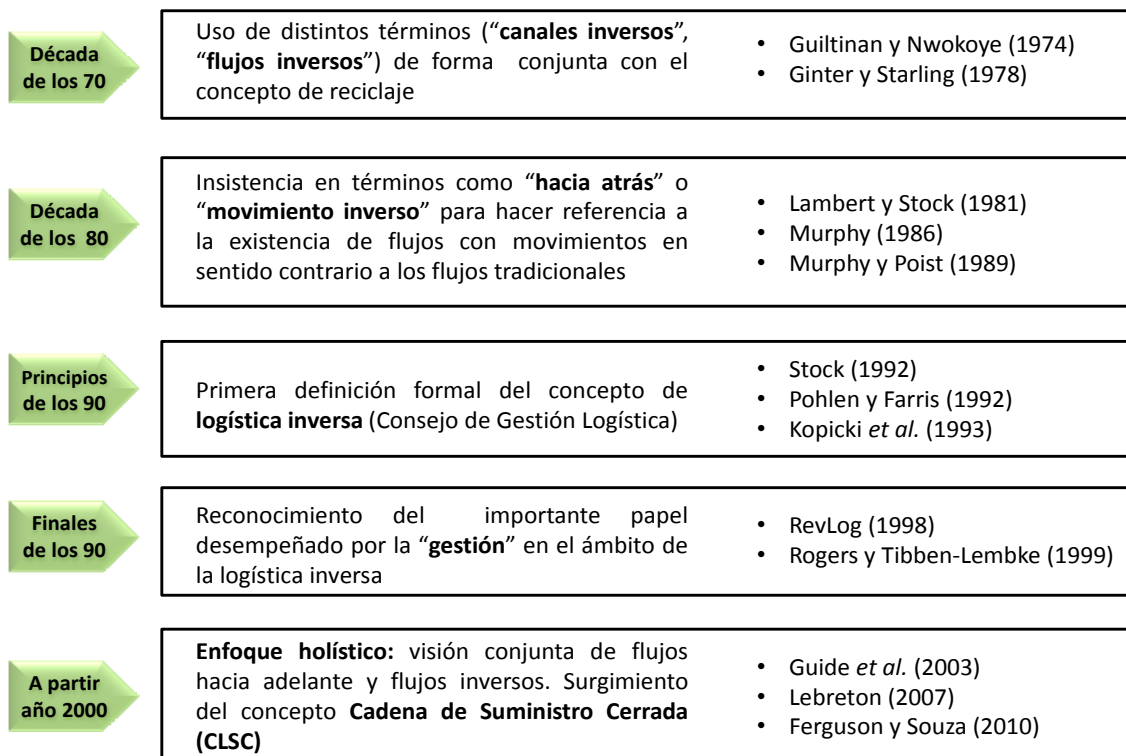 Década
de los 70
Uso de distintos términos (“canales inversos”,
“flujos inversos”) de forma conjunta con el
concepto de reciclaje
• Guiltinan y Nwokoye (1974)
• Ginter y Starling (1978)
Década
de los 80
Insistencia en términos como “hacia atrás” o
“movimiento inverso” para hacer referencia a
la existencia de flujos con movimientos en
sentido contrario a los flujos tradicionales
• Lambert y Stock (1981)
• Murphy (1986)
• Murphy y Poist (1989)
Principios
de los 90
Primera definición formal del concepto de
logística inversa (Consejo de Gestión Logística)
• Stock (1992)
• Pohlen y Farris (1992)
• Kopicki et al. (1993)
Finales
de los 90
Reconocimiento del importante papel
desempeñado por la “gestión” en el ámbito de
la logística inversa
• RevLog (1998)
• Rogers y Tibben-Lembke (1999)
A partir
año 2000
Enfoque holístico: visión conjunta de flujos
hacia adelante y flujos inversos. Surgimiento
del concepto Cadena de Suministro Cerrada
(CLSC)
• Guide et al. (2003)
• Lebreton (2007)
• Ferguson y Souza (2010)